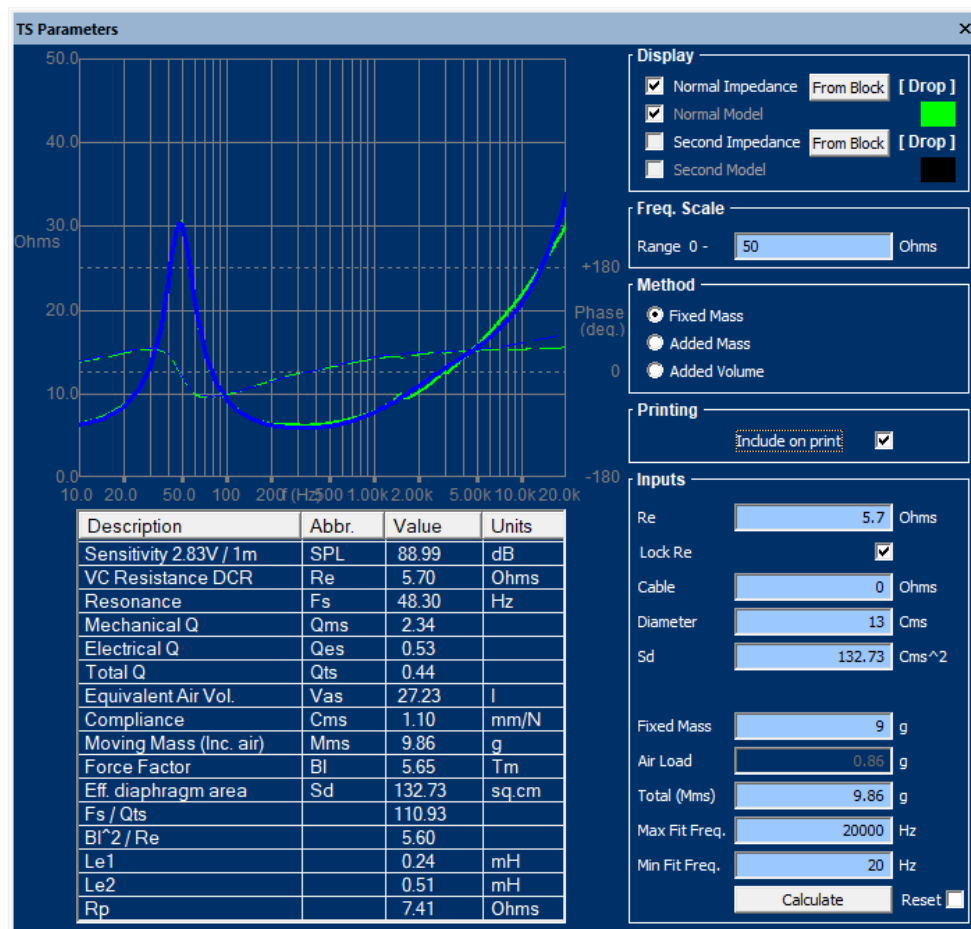 TS Parameters
50.0
40.0
30.0
Ohms
20.0
10.0
0.0
+180
Phase
(deg.)
0
-180
10.0 20.0 50.0 100 200 f (Hz) 500 1.00k 2.00k 5.00k 10.0k 20.0k
Description Abbr. Value Units
Sensitivity 2.83V / 1m SPL 88.99 dB
VC Resistance DCR Re 5.70 Ohms
Resonance Fs 48.30 Hz
Mechanical Q Qms 2.34
Electrical Q Qes 0.53
Total Q Qts 0.44
Equivalent Air Vol. Vas 27.23 l
Compliance Cms 1.10 mm/N
Moving Mass (Inc. air) Mms 9.86 g
Force Factor Bl 5.65 Tm
Eff. diaphragm area Sd 132.73 sq.cm
Fs / Qts 110.93
Bl^2 / Re 5.60
Le1 0.24 mH
Le2 0.51 mH
Rp 7.41 Ohms
Display
Normal Impedance From Block [ Drop ]
Normal Model
Second Impedance From Block [ Drop ]
Second Model
Freq. Scale
Range 0 - 50 Ohms
Method
Fixed Mass
Added Mass
Added Volume
Printing
Include on print
Inputs
Re 5.7 Ohms
Lock Re
Cable 0 Ohms
Diameter 13 Cms
Sd 132.73 Cms^2
Fixed Mass 9 g
Air Load 0.86 g
Total (Mms) 9.86 g
Max Fit Freq. 20000 Hz
Min Fit Freq. 20 Hz
Calculate Reset